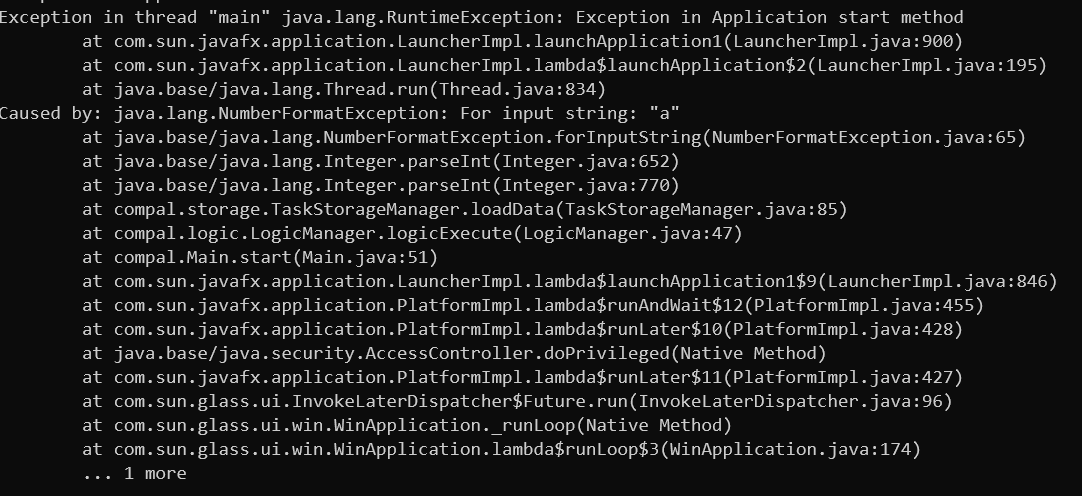 Exception in thread "main" java.lang.RuntimeException: Exception in Application start method
at com.sun.javafx.application.LauncherImpl.launchApplication1(LauncherImpl.java:900)
at com.sun.javafx.application.LauncherImpl.lambda$launchApplication$2(LauncherImpl.java:195)
at java.base/java.lang.Thread.run(Thread.java:834)
Caused by: java.lang.NumberFormatException: For input string: "a"
at java.base/java.lang.NumberFormatException.forInputString(NumberFormatException.java:65)
at java.base/java.lang.Integer.parseInt(Integer.java:652)
at java.base/java.lang.Integer.parseInt(Integer.java:770)
at compal.storage.TaskStorageManager.loadData(TaskStorageManager.java:85)
at compal.logic.LogicManager.logicExecute(LogicManager.java:47)
at compal.Main.start(Main.java:51)
at com.sun.javafx.application.LauncherImpl.lambda$launchApplication1$9(LauncherImpl.java:846)
at com.sun.javafx.application.PlatformImpl.lambda$runAndWait$12(PlatformImpl.java:455)
at com.sun.javafx.application.PlatformImpl.lambda$runLater$10(PlatformImpl.java:428)
at java.base/java.security.AccessController.doPrivileged(Native Method)
at com.sun.javafx.application.PlatformImpl.lambda$runLater$11(PlatformImpl.java:427)
at com.sun.glass.ui.InvokeLaterDispatcher$Future.run(InvokeLaterDispatcher.java:96)
at com.sun.glass.ui.win.WinApplication._runLoop(Native Method)
at com.sun.glass.ui.win.WinApplication.lambda$runLoop$3(WinApplication.java:174)
... 1 more